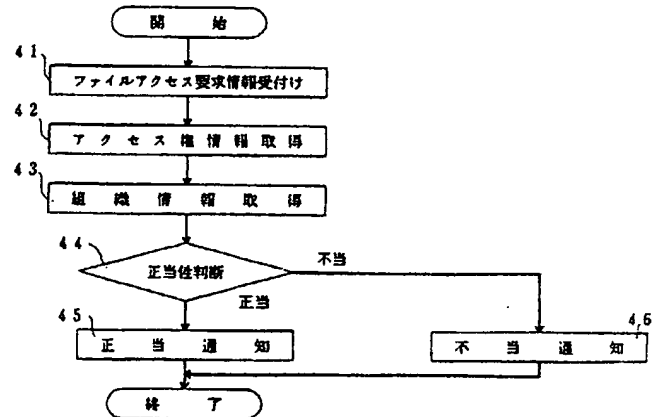 開始
41
ファイルアクセス要求情報受付け
42
アクセス権情報取得
43
組織情報取得
44
正当性判断
不当
正当
45
正当通知
46
不当通知
終了